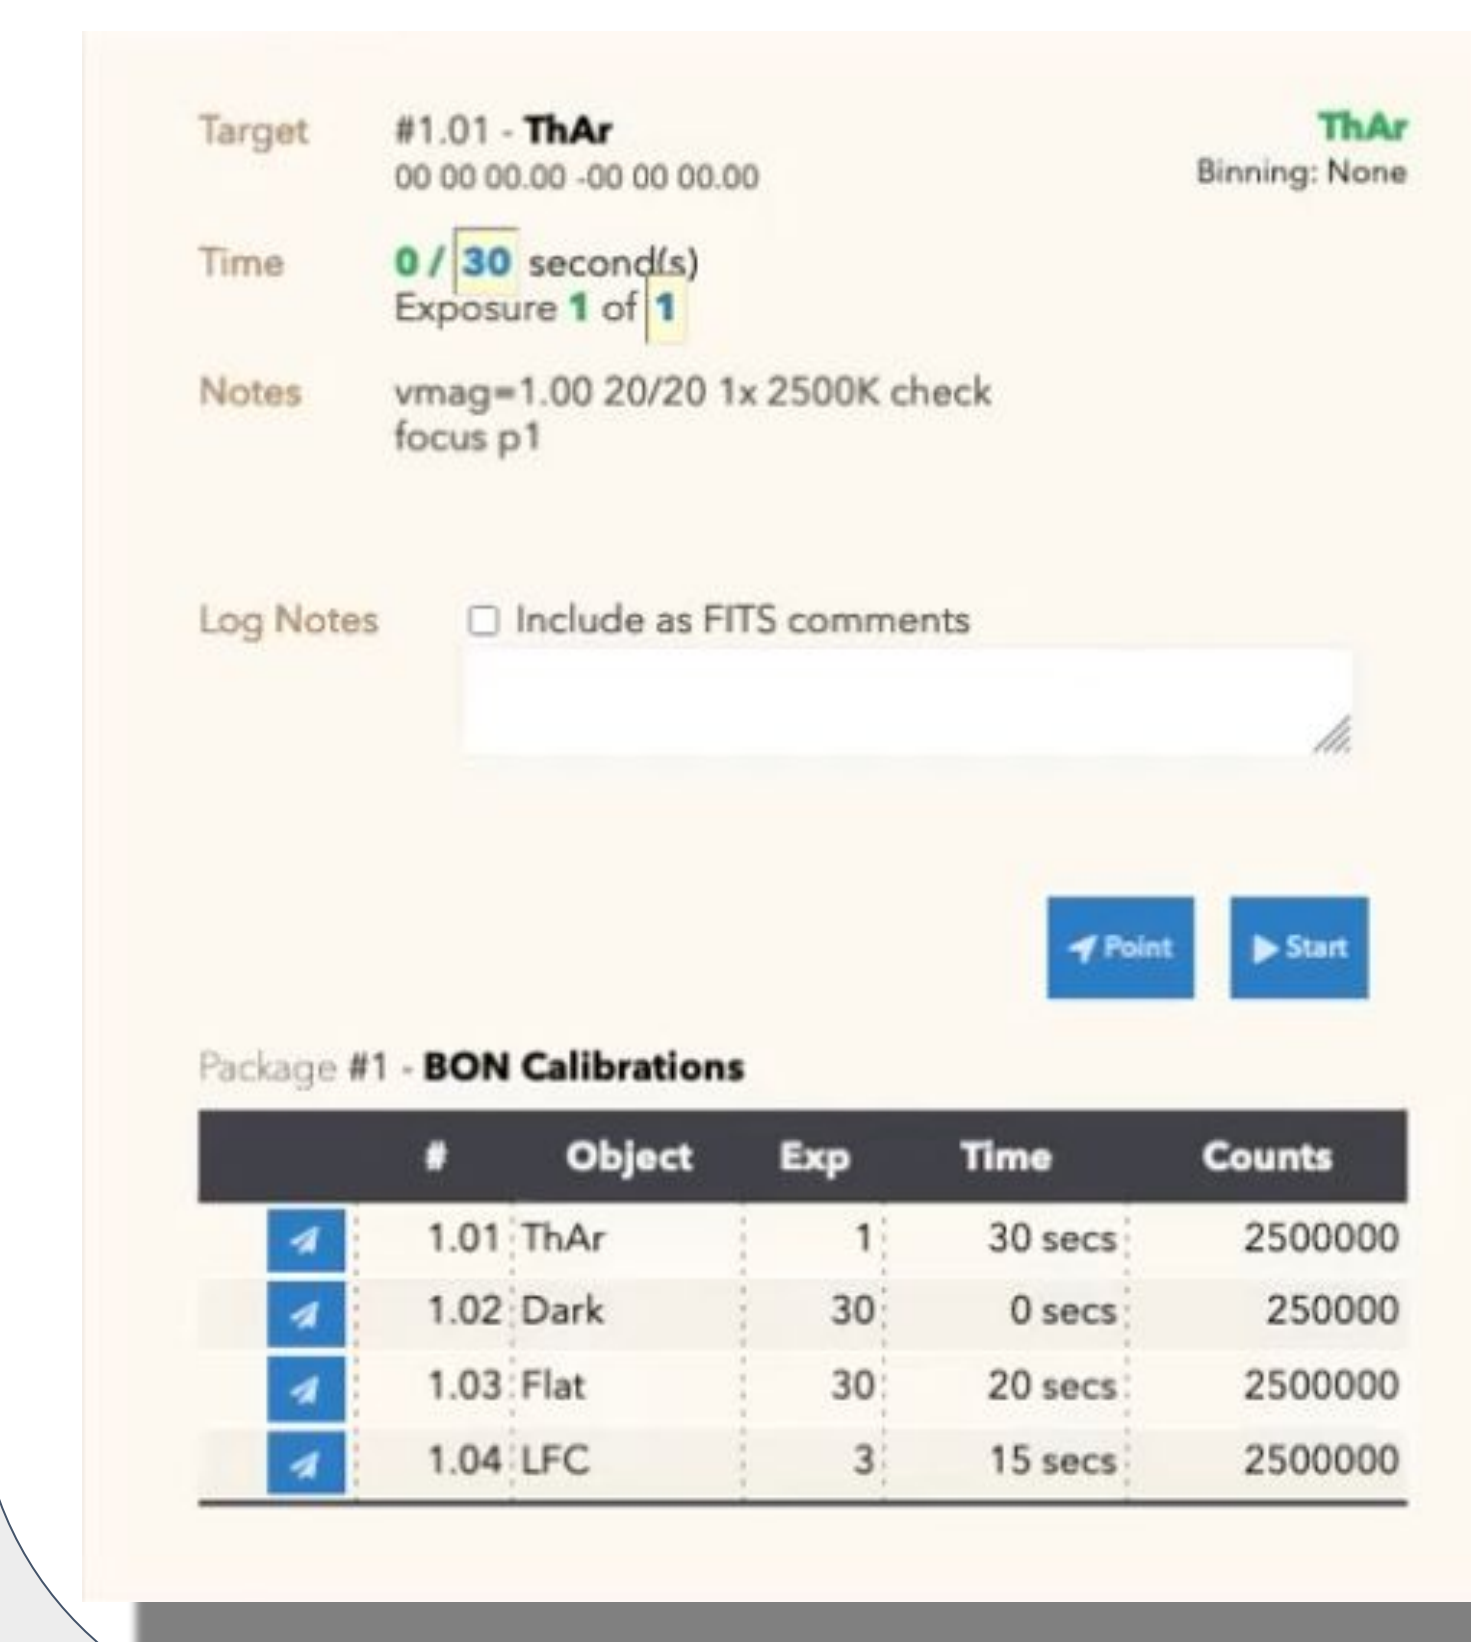 Target #1.01 - ThAr ThAr
00 00 00.00 -00 00 00.00 Binning: None
Time 0 / 30 second(s)
Exposure 1 of 1
Notes vmag=1.00 20/20 1x 2500K check
focus p1
Log Notes Include as FITS comments
Point Start
Package #1 - BON Calibrations
# Object Exp Time Counts
1.01 ThAr 1 30 secs 2500000
1.02 Dark 30 0 secs 250000
1.03 Flat 30 20 secs 2500000
1.04 LFC 3 15 secs 2500000